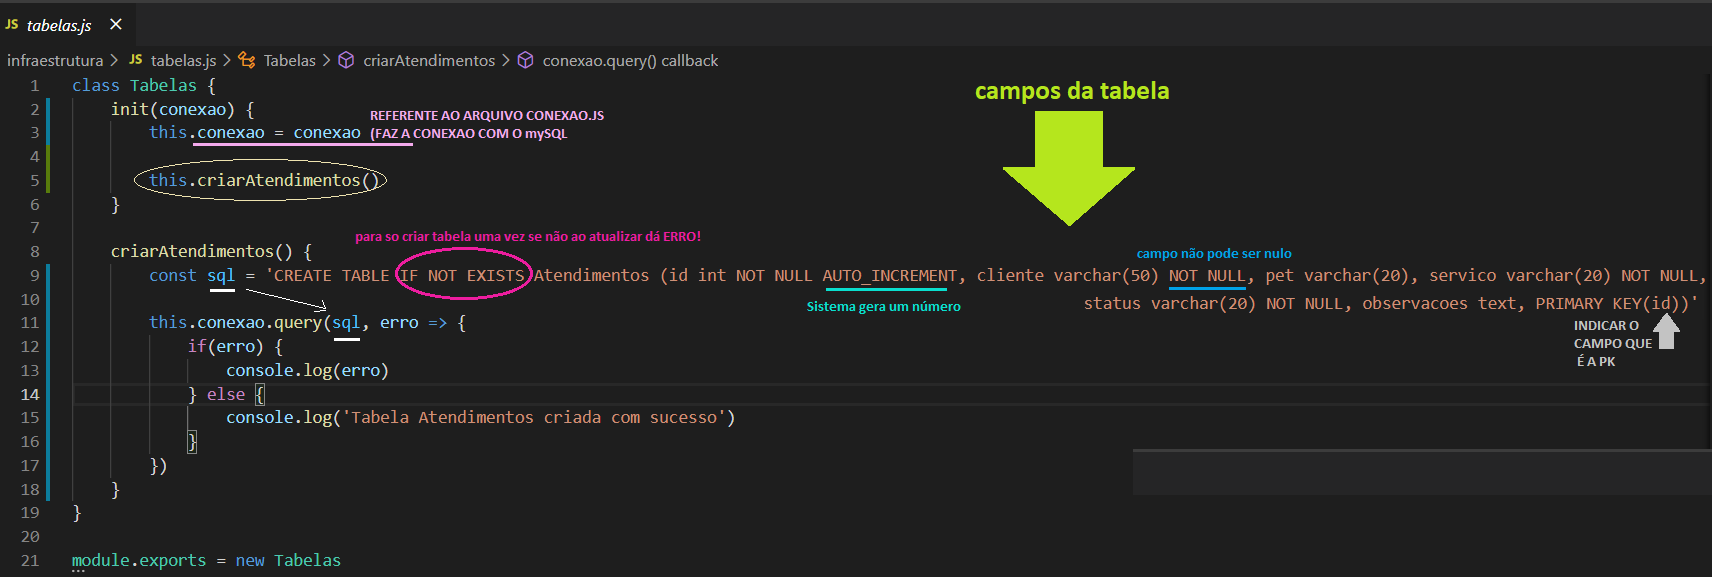 JS tabelas.js ×
infraestrutura > JS tabelas.js > Tabelas > criarAtendimentos > conexao.query() callback
1 class Tabelas {
campos da tabela
2 init(conexao) {
REFERENTE AO ARQUIVO CONEXAO.JS
3 this.conexao = conexao
(FAZ A CONEXAO COM O mySQL
4
5 this.criarAtendimentos()
6 }
7
para so criar tabela uma vez se não ao atualizar dá ERRO!
8 criarAtendimentos() {
campo não pode ser nulo
9 const sql = 'CREATE TABLE IF NOT EXISTS Atendimentos (id int NOT NULL AUTO_INCREMENT, cliente varchar(50) NOT NULL, pet varchar(20), servico varchar(20) NOT NULL,
10 status varchar(20) NOT NULL, observacoes text, PRIMARY KEY(id))'
Sistema gera um número
11 this.conexao.query(sql, erro => {
INDICAR O
CAMPO QUE
É A PK
12 if(erro) {
13 console.log(erro)
14 } else {
15 console.log('Tabela Atendimentos criada com sucesso')
16 }
17 })
18 }
19 }
20
21 module.exports = new Tabelas